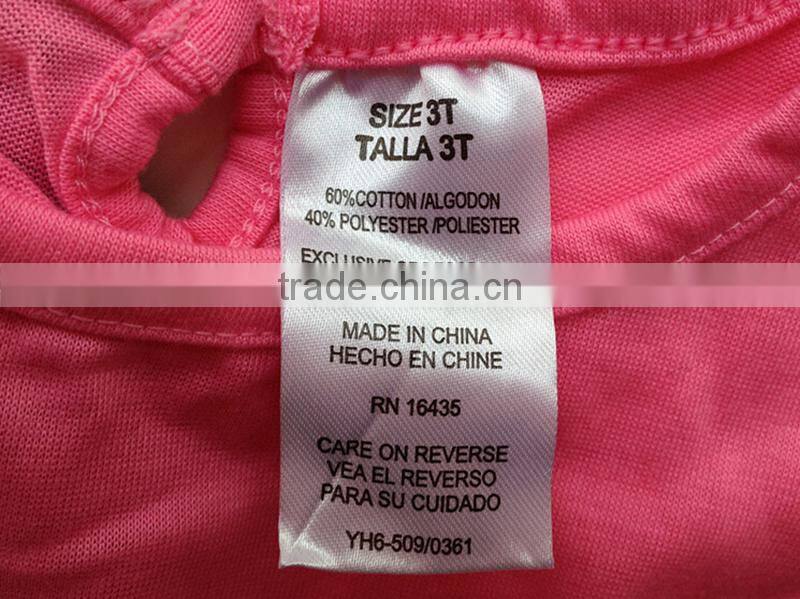 SIZE 3T
TALLA 3T
60%COTTON /ALGODON
40% POLYESTER /POLIESTER
EXCLUSIVE
trade.china.cn
MADE IN CHINA
HECHO EN CHINE
RN 16435
CARE ON REVERSE
VEA EL REVERSO
PARA SU CUIDADO
YH6-509/0361